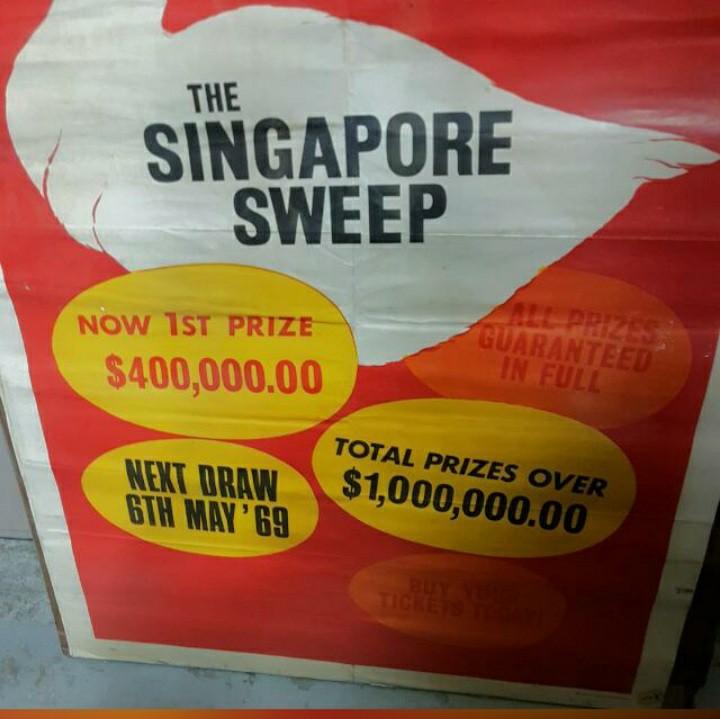 THE
SINGAPORE
SWEEP
NOW 1ST PRIZE
$400,000.00
ALL PRIZES
GUARANTEED
IN FULL
NEXT DRAW
6TH MAY '69
TOTAL PRIZES OVER
$1,000,000.00
BUY YOUR
TICKETS TODAY!